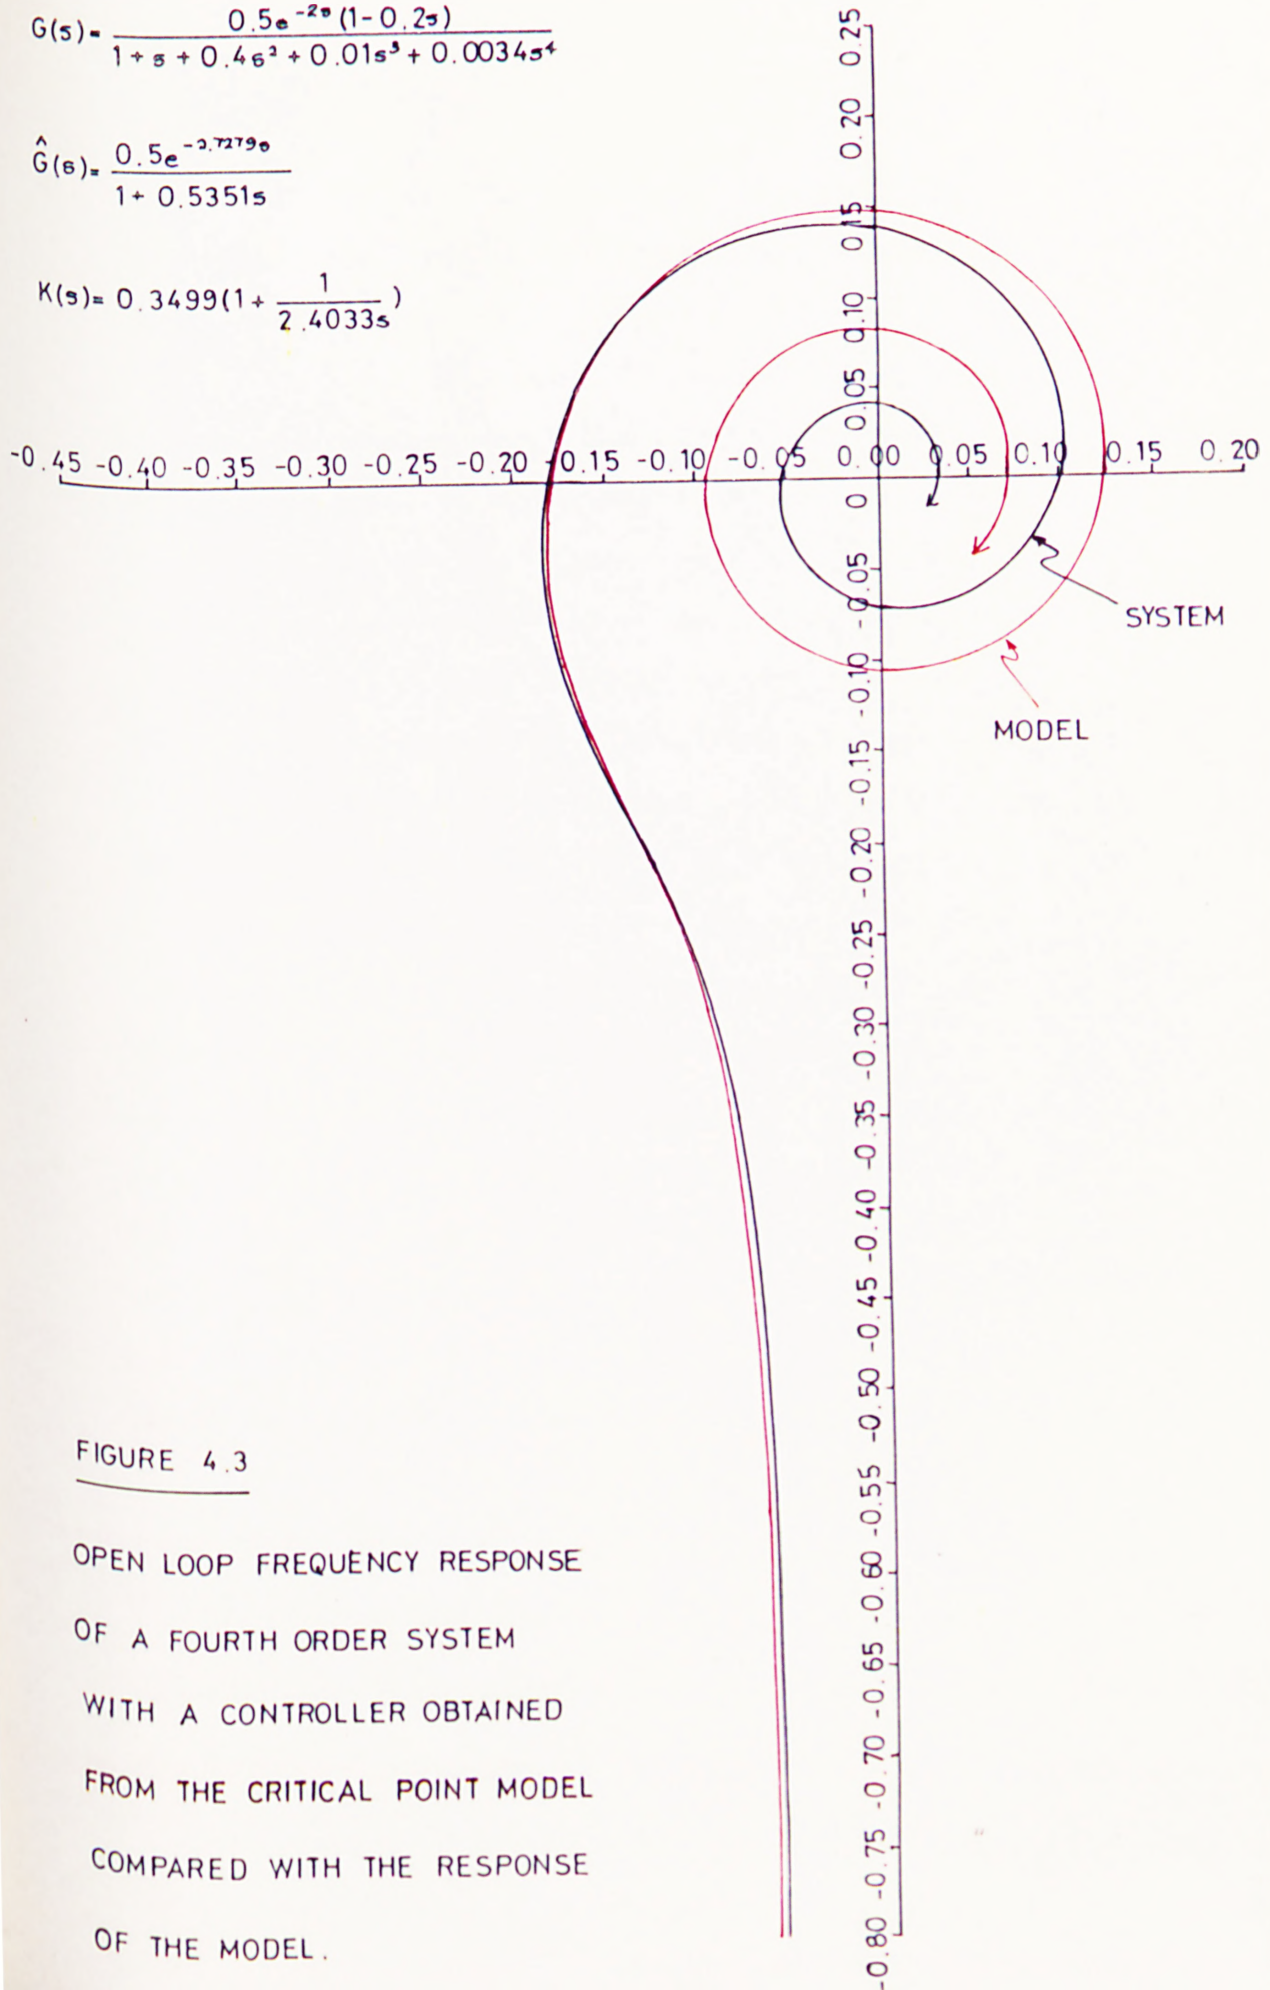 G(s)= 0.5e^-2s (1-0.2s) / 1+s+0.4s²+0.01s³+0.0034s⁴
Ĝ(s)= 0.5e^-2.7279s / 1+0.5351s
K(s)= 0.3499(1+ 1 / 2.4033s )
0.25
0.20
0.15
0.10
0.05
-0.45 -0.40 -0.35 -0.30 -0.25 -0.20 -0.15 -0.10 -0.05 0.00 0.05 0.10 0.15 0.20
0
-0.05
-0.10
-0.15
-0.20
-0.25
-0.30
-0.35
-0.40
-0.45
-0.50
-0.55
-0.60
-0.65
-0.70
-0.75
-0.80
SYSTEM
MODEL
FIGURE 4.3
OPEN LOOP FREQUENCY RESPONSE
OF A FOURTH ORDER SYSTEM
WITH A CONTROLLER OBTAINED
FROM THE CRITICAL POINT MODEL
COMPARED WITH THE RESPONSE
OF THE MODEL.